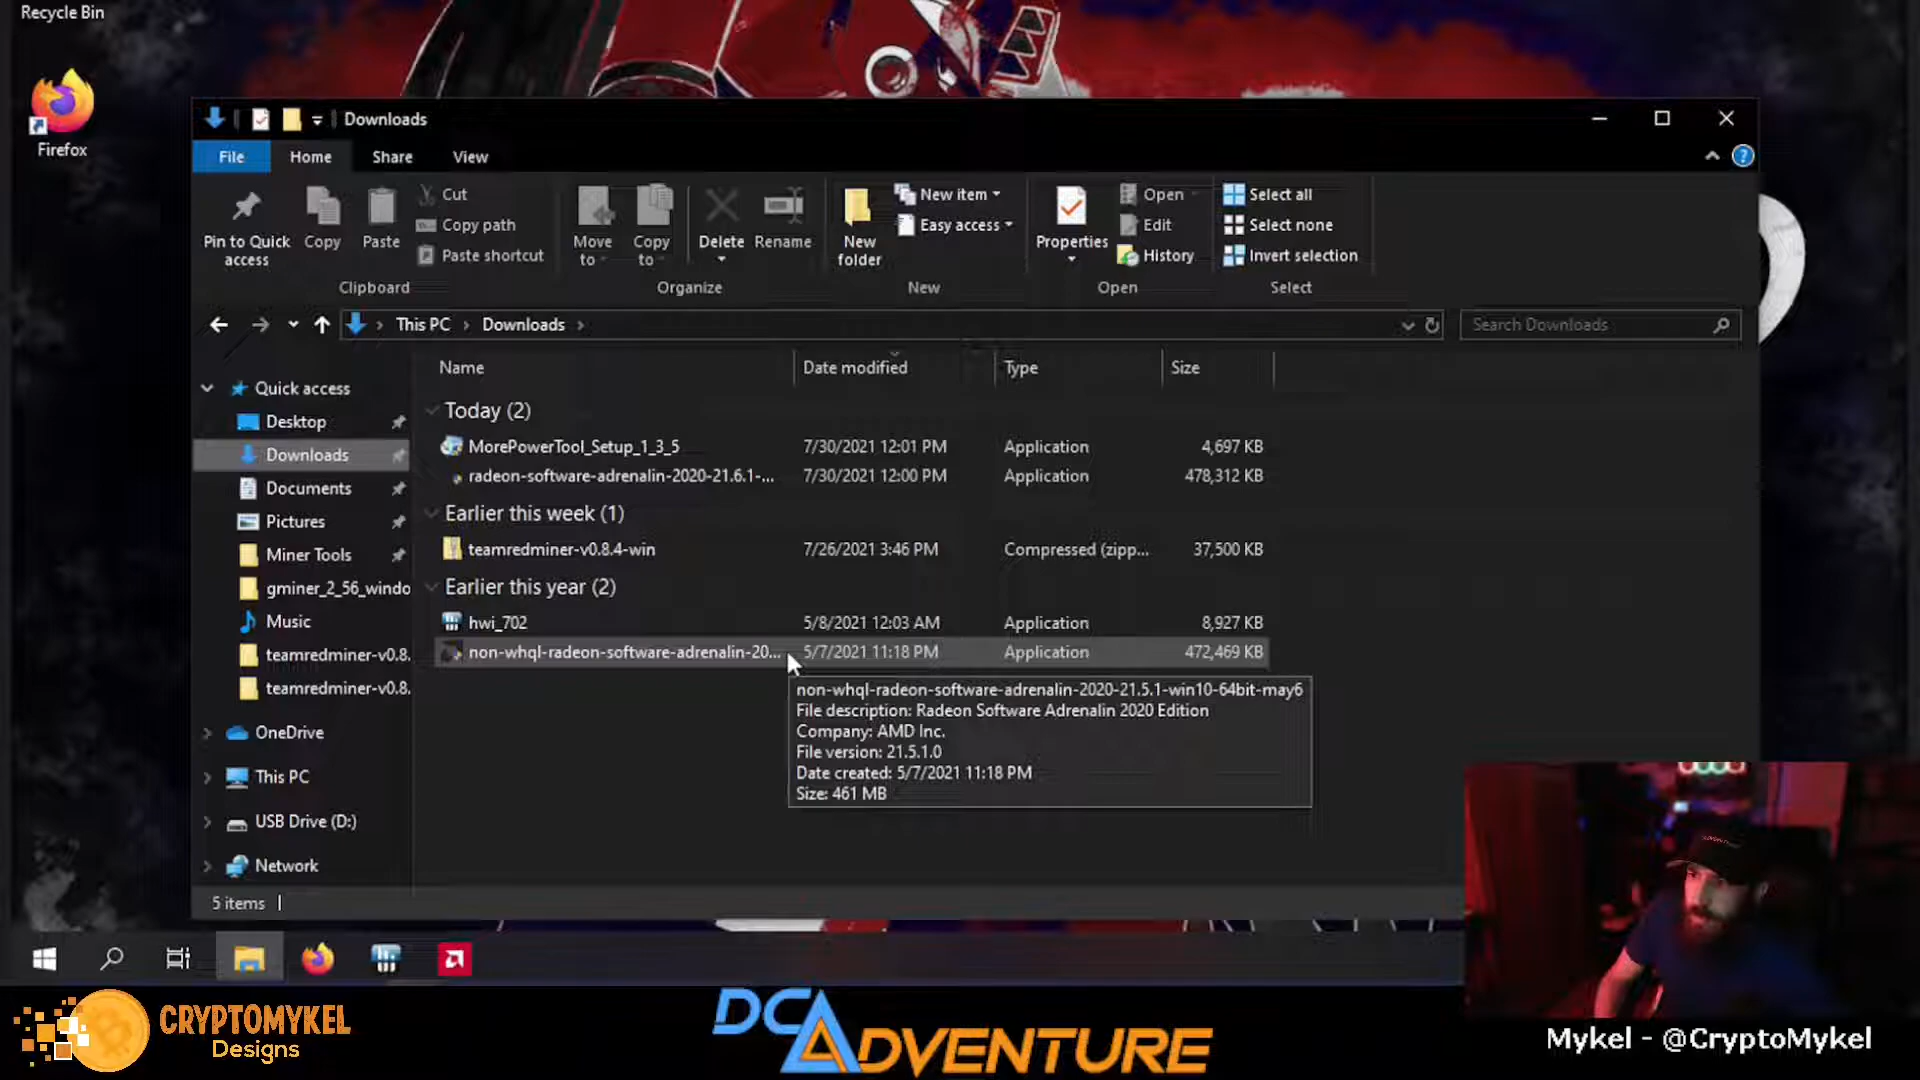 Recycle Bin
Firefox
Downloads
File
Home
Share
View
?
Pin to Quick access
Copy
Paste
Cut
Copy path
Paste shortcut
Move to
Copy to
Delete
Rename
New folder
New item
Easy access
Properties
Open
Edit
History
Select all
Select none
Invert selection
Clipboard
Organize
New
Open
Select
This PC > Downloads >
Search Downloads
Name Date modified Type Size
Quick access
Desktop
Downloads
Documents
Pictures
Miner Tools
gminer_2_56_windo
Music
teamredminer-v0.8.
teamredminer-v0.8.
OneDrive
This PC
USB Drive (D:)
Network
Today (2)
MorePowerTool_Setup_1_3_5 7/30/2021 12:01 PM Application 4,697 KB
radeon-software-adrenalin-2020-21.6.1-... 7/30/2021 12:00 PM Application 478,312 KB
Earlier this week (1)
teamredminer-v0.8.4-win 7/26/2021 3:46 PM Compressed (zipp... 37,500 KB
Earlier this year (2)
hwi_702 5/8/2021 12:03 AM Application 8,927 KB
non-whql-radeon-software-adrenalin-20... 5/7/2021 11:18 PM Application 472,469 KB
non-whql-radeon-software-adrenalin-2020-21.5.1-win10-64bit-may6
File description: Radeon Software Adrenalin 2020 Edition
Company: AMD Inc.
File version: 21.5.1.0
Date created: 5/7/2021 11:18 PM
Size: 461 MB
5 items
CRYPTOMYKEL
Designs
DCADVENTURE
Mykel - @CryptoMykel